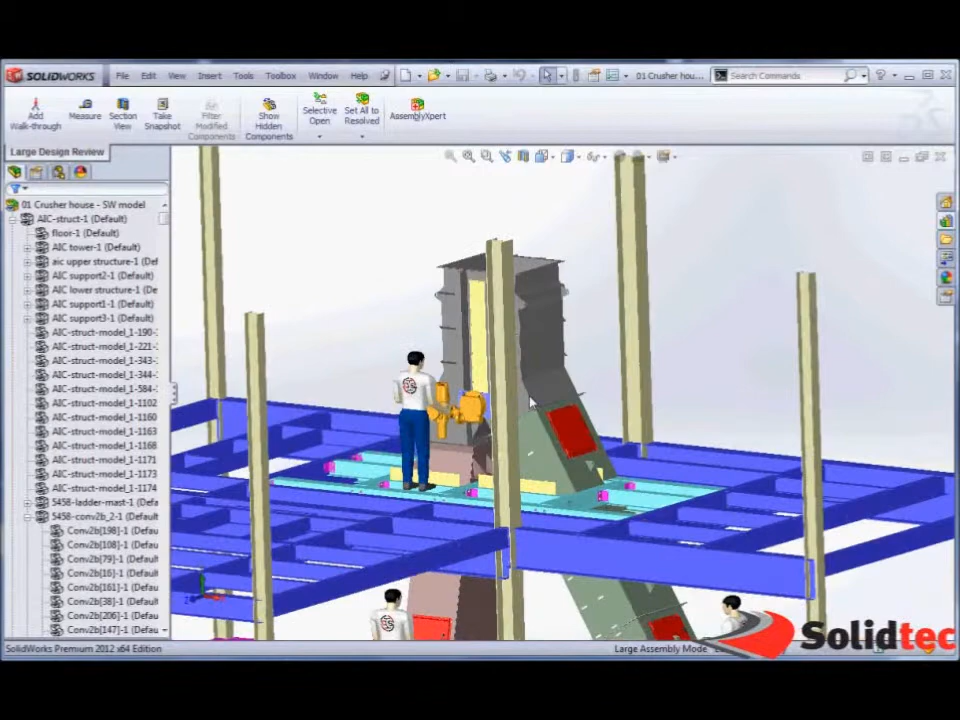 SOLIDWORKS File Edit View Insert Tools Toolbox Window Help 01 Crusher hou... Search Commands
Add Walk-through
Measure
Section View
Take Snapshot
Filter Modified Components
Show Hidden Components
Selective Open
Set All to Resolved
AssemblyXpert
Large Design Review
01 Crusher house - SW model
AIC-struct-1 (Default)
floor-1 (Default)
AIC tower-1 (Default)
aic upper structure-1 (Def
AIC support2-1 (Default)
AIC lower structure-1 (De
AIC support1-1 (Default)
AIC support3-1 (Default)
AIC-struct-model_1-190-
AIC-struct-model_1-221-
AIC-struct-model_1-343-
AIC-struct-model_1-344-
AIC-struct-model_1-584-
AIC-struct-model_1-1102
AIC-struct-model_1-1160
AIC-struct-model_1-1163
AIC-struct-model_1-1168
AIC-struct-model_1-1171
AIC-struct-model_1-1173
AIC-struct-model_1-1174
5458-ladder-mast-1 (Defa
5458-conv2b_2-1 (Default
Conv2b[198]-1 (Defau
Conv2b[108]-1 (Defau
Conv2b[79]-1 (Defau
Conv2b[16]-1 (Defau
Conv2b[161]-1 (Defau
Conv2b[38]-1 (Defau
Conv2b[206]-1 (Defau
Conv2b[147]-1 (Defau
Solidtec
SolidWorks Premium 2012 x64 Edition Large Assembly Mode